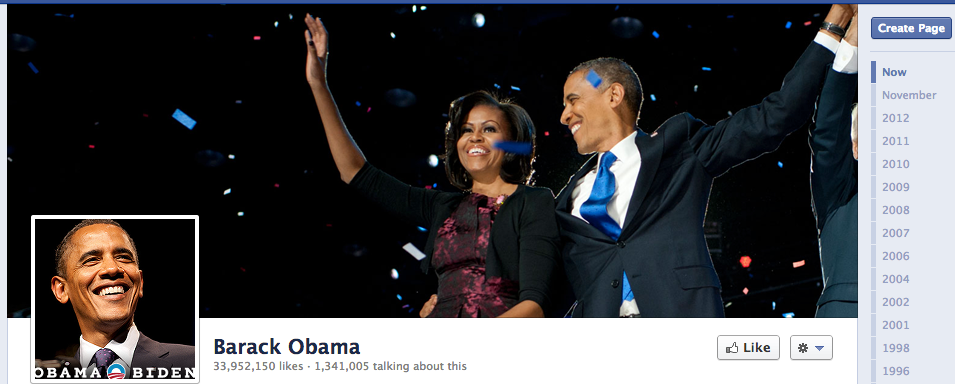 Create Page
Now
November
2012
2011
2010
2009
2008
2007
2006
2004
2002
2001
1998
1996
OBAMA BIDEN
Barack Obama
33,952,150 likes · 1,341,005 talking about this
Like